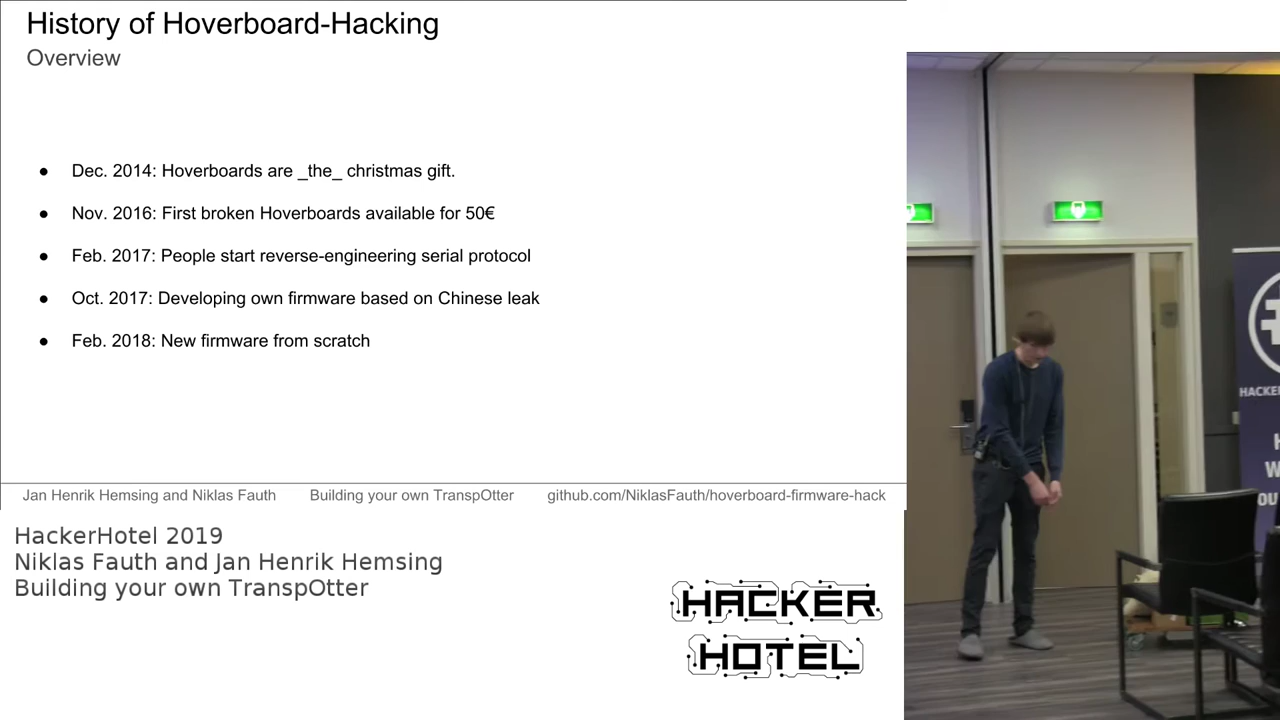 History of Hoverboard-Hacking
Overview
● Dec. 2014: Hoverboards are _the_ christmas gift.
● Nov. 2016: First broken Hoverboards available for 50€
● Feb. 2017: People start reverse-engineering serial protocol
● Oct. 2017: Developing own firmware based on Chinese leak
● Feb. 2018: New firmware from scratch
Jan Henrik Hemsing and Niklas Fauth Building your own TranspOtter github.com/NiklasFauth/hoverboard-firmware-hack
HackerHotel 2019
Niklas Fauth and Jan Henrik Hemsing
Building your own TranspOtter
HACKER
HOTEL
HACKE